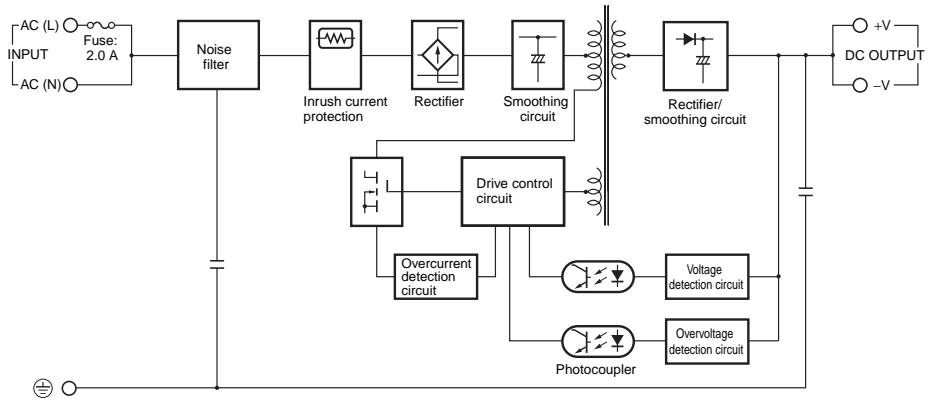 AC (L)
Fuse:
2.0 A
INPUT
AC (N)
Noise
filter
Inrush current
protection
Rectifier
Smoothing
circuit
Rectifier/
smoothing circuit
+V
DC OUTPUT
−V
Drive control
circuit
Overcurrent
detection
circuit
Voltage
detection circuit
Overvoltage
detection circuit
Photocoupler